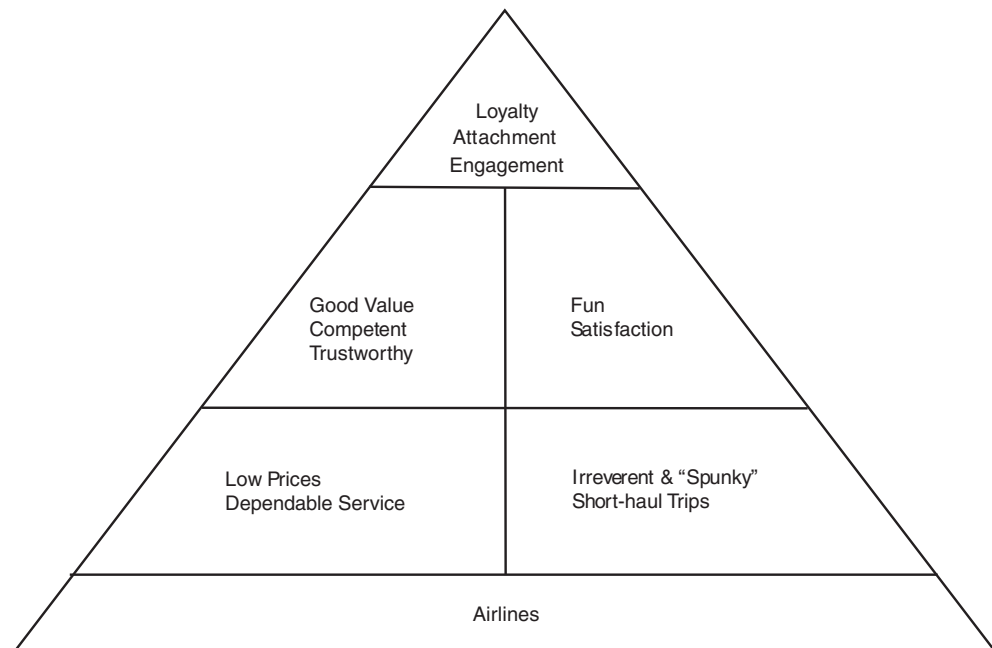 Loyalty
Attachment
Engagement
Good Value
Competent
Trustworthy
Fun
Satisfaction
Low Prices
Dependable Service
Irreverent & “Spunky”
Short-haul Trips
Airlines